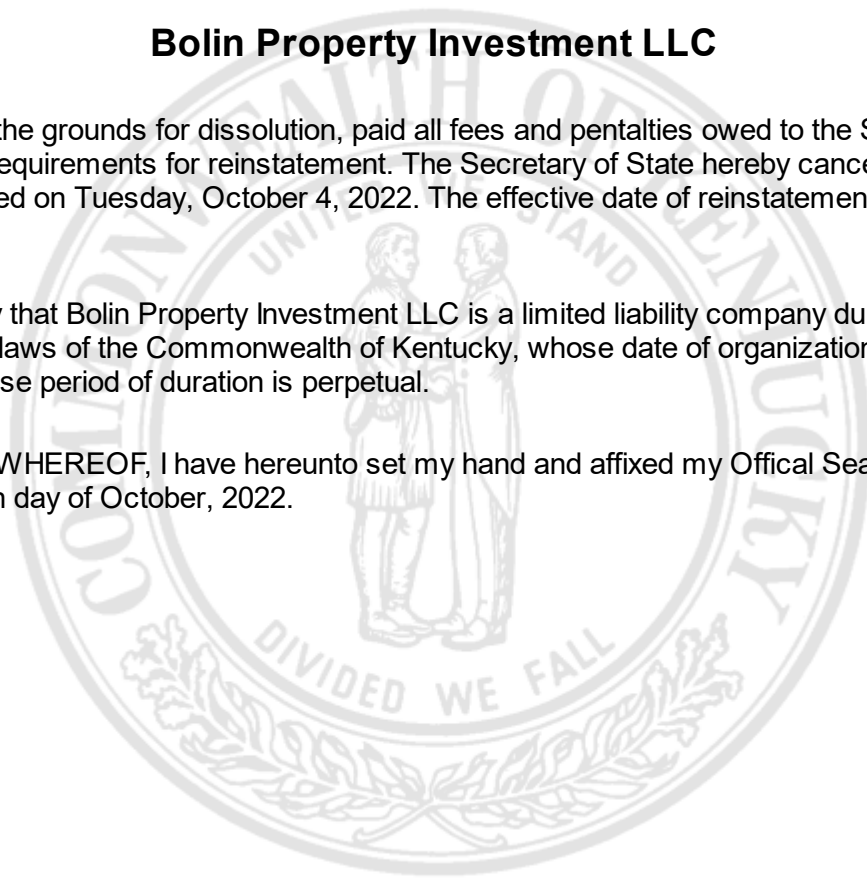 Bolin Property Investment LLC
the grounds for dissolution, paid all fees and pentalties owed to the S
equirements for reinstatement. The Secretary of State hereby cance
ed on Tuesday, October 4, 2022. The effective date of reinstatemen
y that Bolin Property Investment LLC is a limited liability company du
laws of the Commonwealth of Kentucky, whose date of organization
se period of duration is perpetual.
WHEREOF, I have hereunto set my hand and affixed my Offical Sea
n day of October, 2022.
COMMONWEALTH OF KENTUCKY
UNITED WE STAND
DIVIDED WE FALL